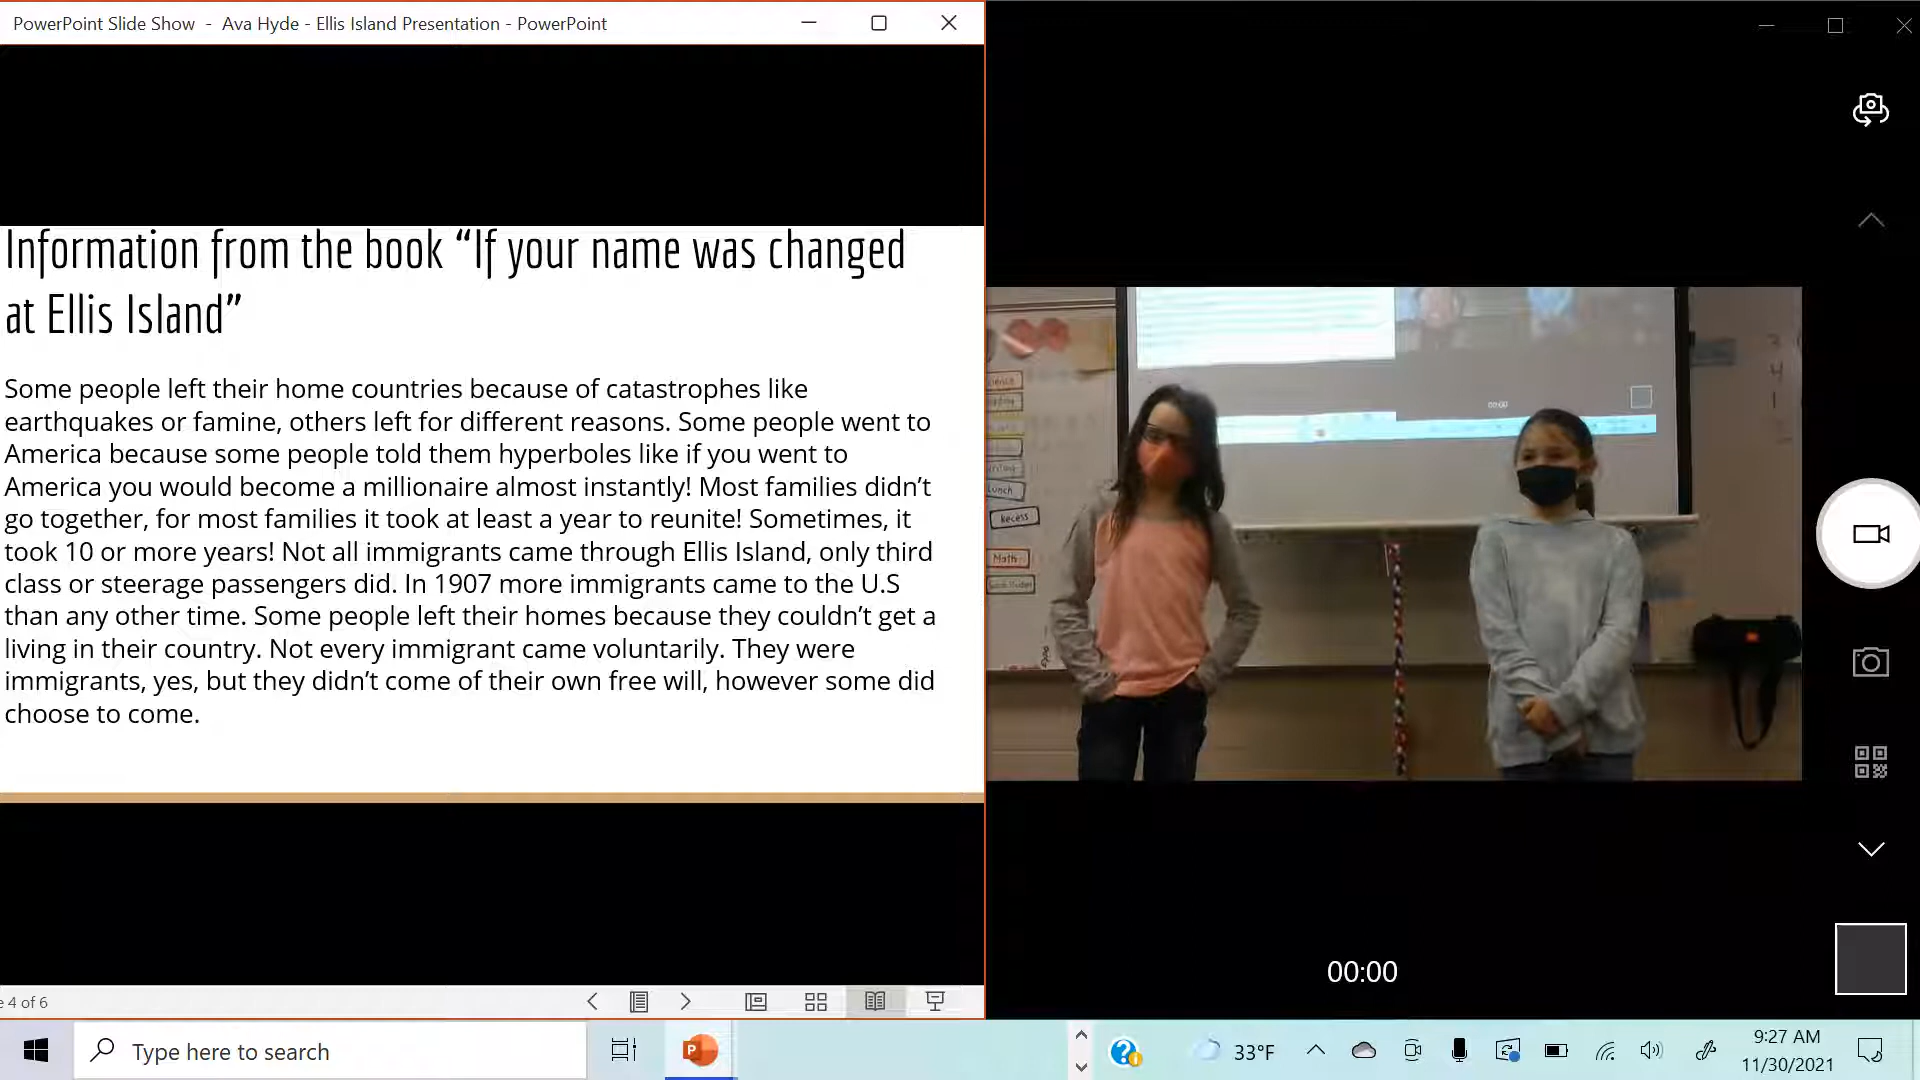 PowerPoint Slide Show - Ava Hyde - Ellis Island Presentation - PowerPoint
Information from the book “If your name was changed
at Ellis Island”
Some people left their home countries because of catastrophes like
earthquakes or famine, others left for different reasons. Some people went to
America because some people told them hyperboles like if you went to
America you would become a millionaire almost instantly! Most families didn’t
go together, for most families it took at least a year to reunite! Sometimes, it
took 10 or more years! Not all immigrants came through Ellis Island, only third
class or steerage passengers did. In 1907 more immigrants came to the U.S
than any other time. Some people left their homes because they couldn’t get a
living in their country. Not every immigrant came voluntarily. They were
immigrants, yes, but they didn’t come of their own free will, however some did
choose to come.
00:00
Lunch
Recess
Math
00:00
4 of 6
Type here to search
P
33°F
9:27 AM
11/30/2021